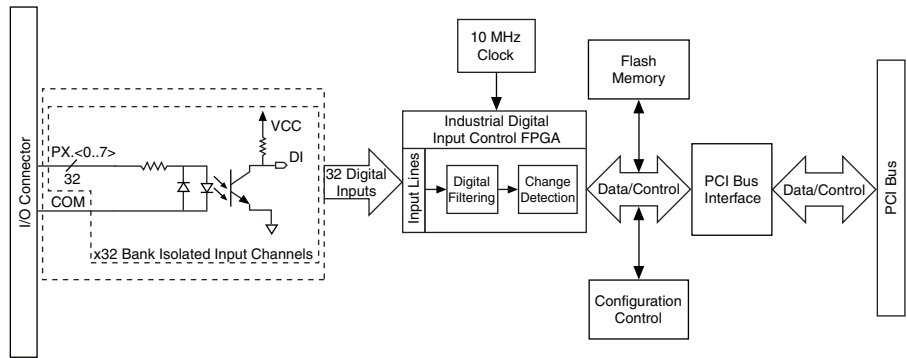 I/O Connector
PX.<0..7>
32
COM
VCC
DI
x32 Bank Isolated Input Channels
32 Digital
Inputs
10 MHz
Clock
Industrial Digital
Input Control FPGA
Input Lines
Digital
Filtering
Change
Detection
Flash
Memory
Data/Control
Configuration
Control
PCI Bus
Interface
Data/Control
PCI Bus